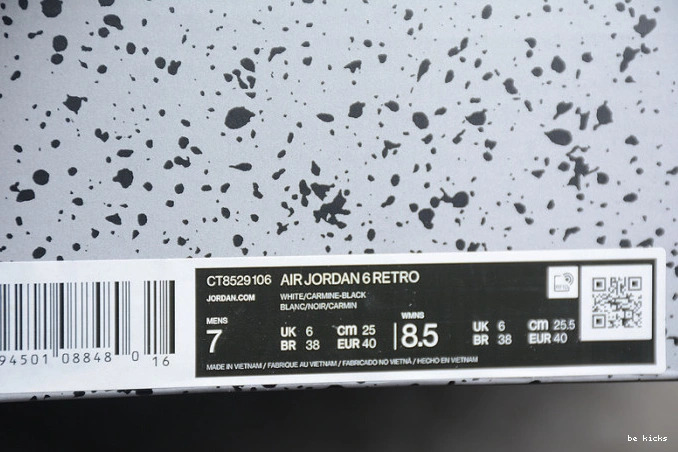 CT8529 106 AIR JORDAN 6 RETRO
JORDAN.COM WHITE/CARMINE-BLACK
BLANC/NOIR/CARMIN
MENS
7
UK 6 cm 25
BR 38 EUR 40
WMNS
8.5
UK 6 cm 25.5
BR 38 EUR 40
MADE IN VIETNAM / FABRIQUE AU VIETNAM / FABRICADO NO VIETNÃ / HECHO EN VIETNAM
94501 08848 0 16
be kicks